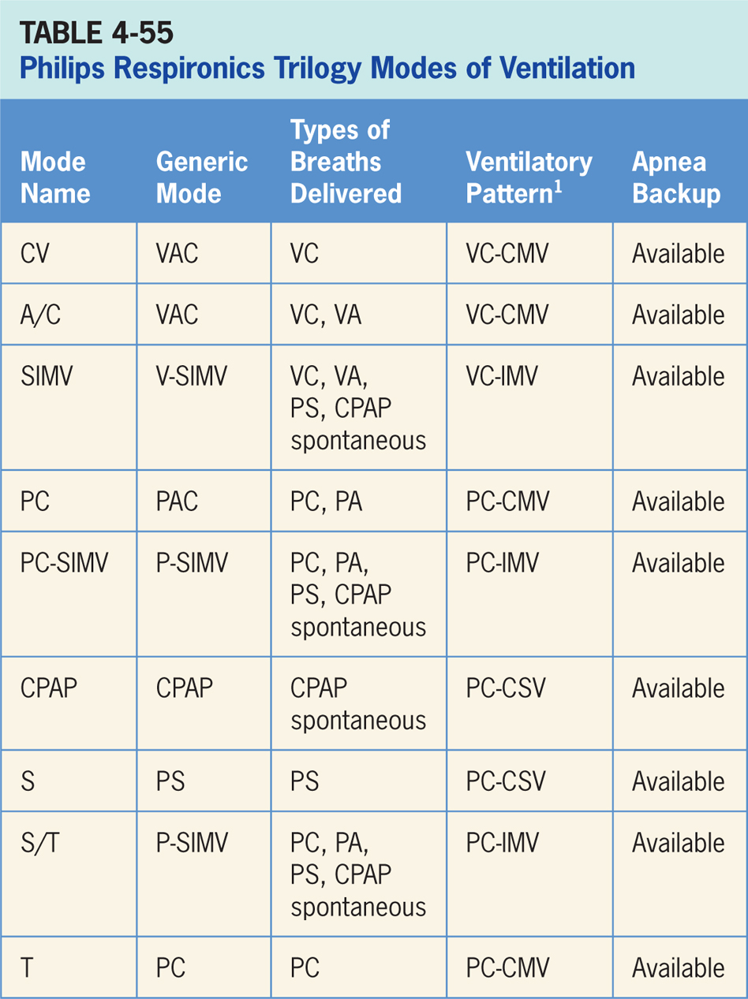 TABLE 4-55
Philips Respironics Trilogy Modes of Ventilation
Mode Name Generic Mode Types of Breaths Delivered Ventilatory Pattern1 Apnea Backup
CV VAC VC VC-CMV Available
A/C VAC VC, VA VC-CMV Available
SIMV V-SIMV VC, VA, VC-IMV Available
PS, CPAP
spontaneous
PC PAC PC, PA PC-CMV Available
PC-SIMV P-SIMV PC, PA, PC-IMV Available
PS, CPAP
spontaneous
CPAP CPAP CPAP PC-CSV Available
spontaneous
S PS PS PC-CSV Available
S/T P-SIMV PC, PA, PC-IMV Available
PS, CPAP
spontaneous
T PC PC PC-CMV Available